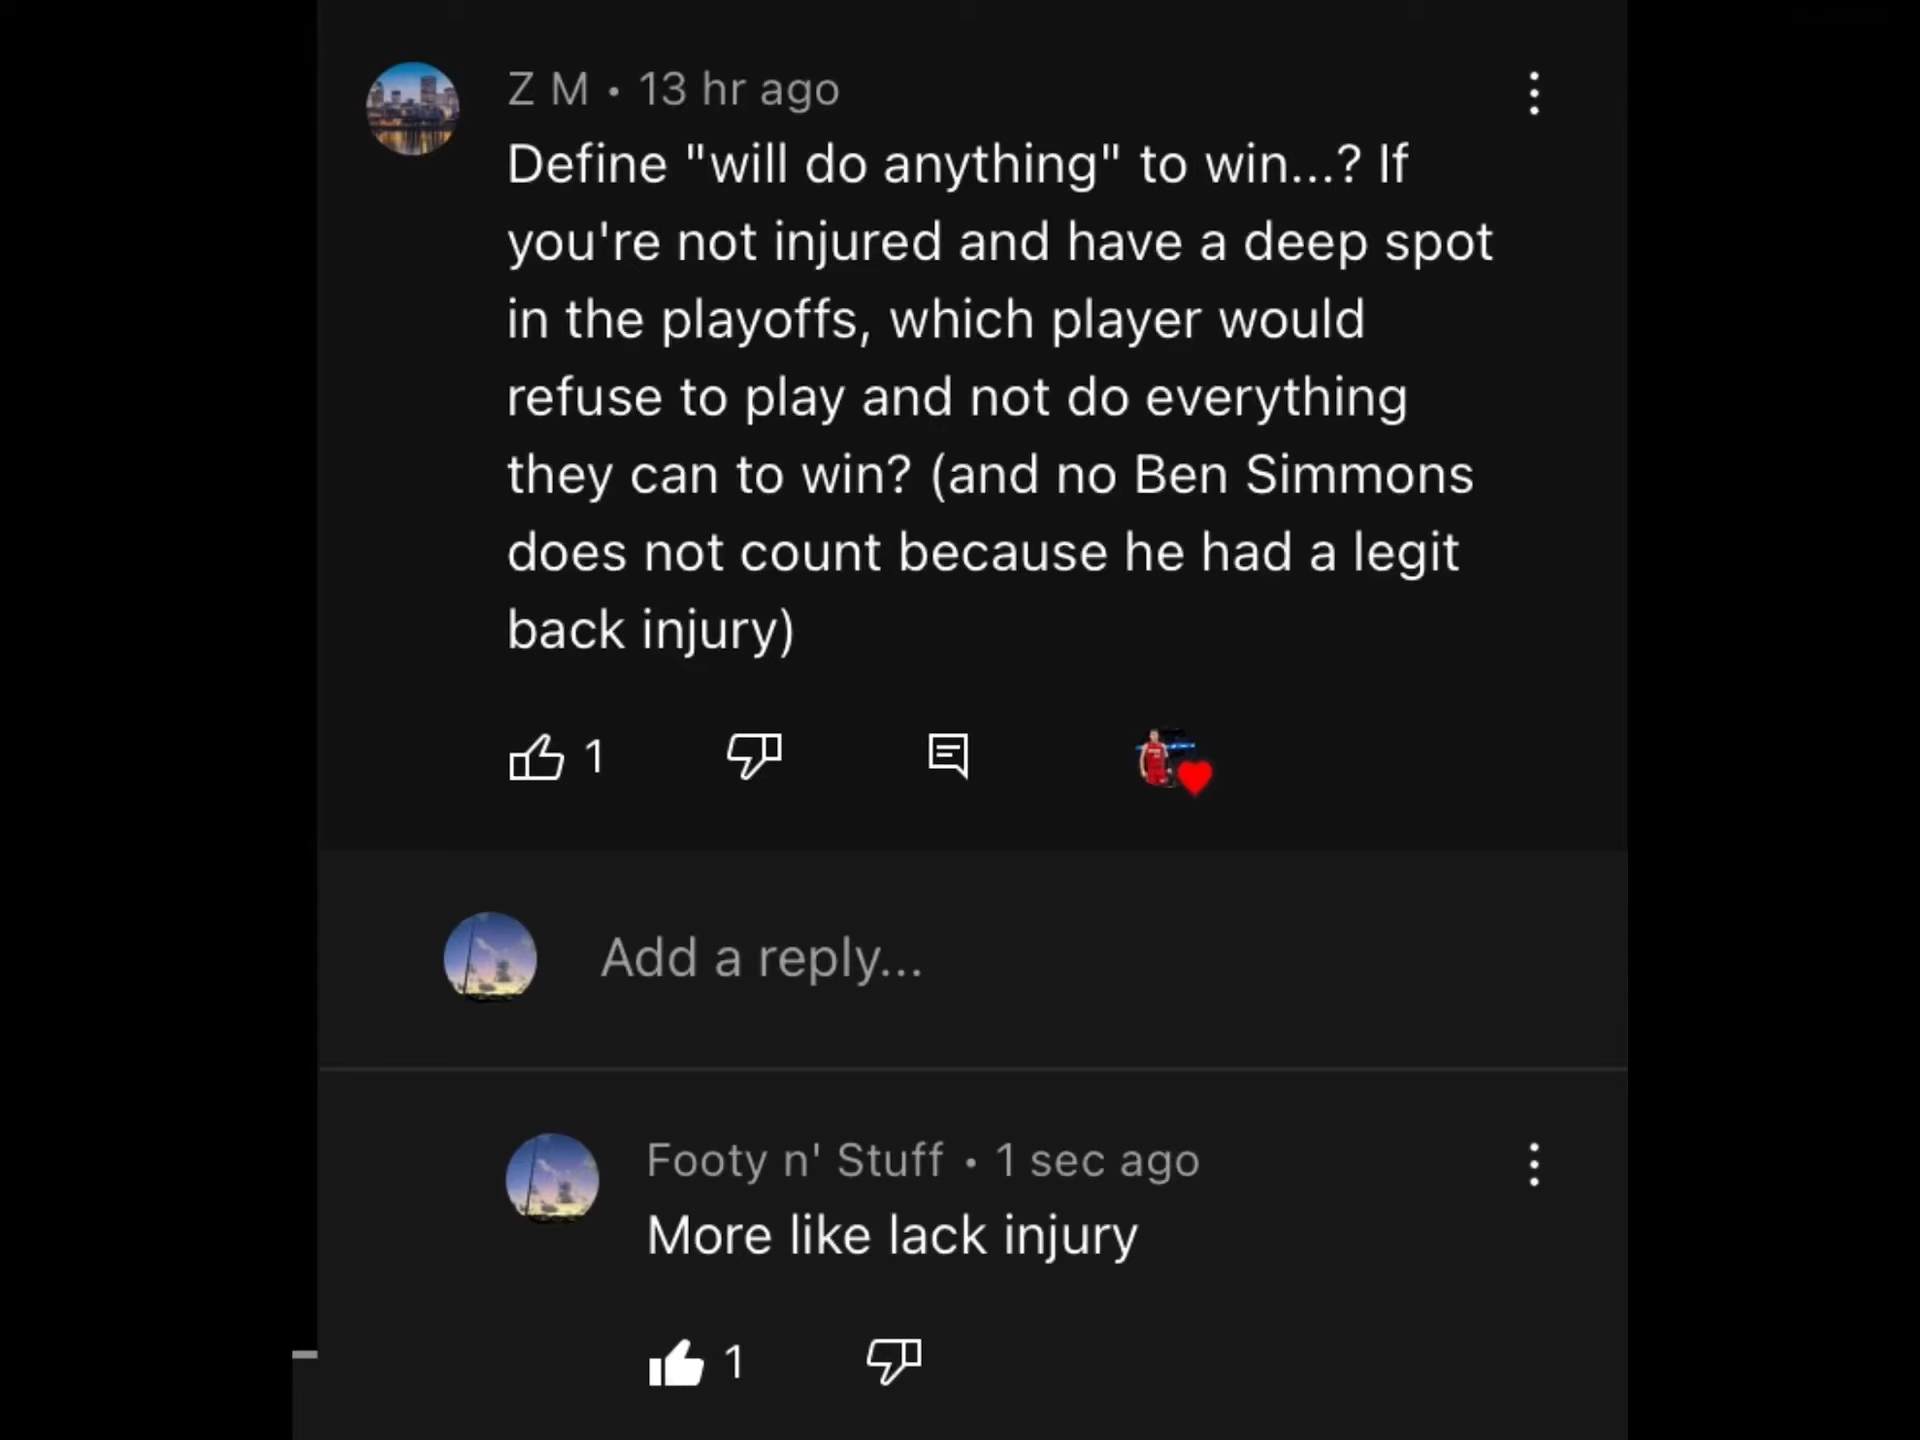 Z M • 13 hr ago
Define "will do anything" to win...? If
you're not injured and have a deep spot
in the playoffs, which player would
refuse to play and not do everything
they can to win? (and no Ben Simmons
does not count because he had a legit
back injury)
1
Add a reply...
Footy n' Stuff • 1 sec ago
More like lack injury
1